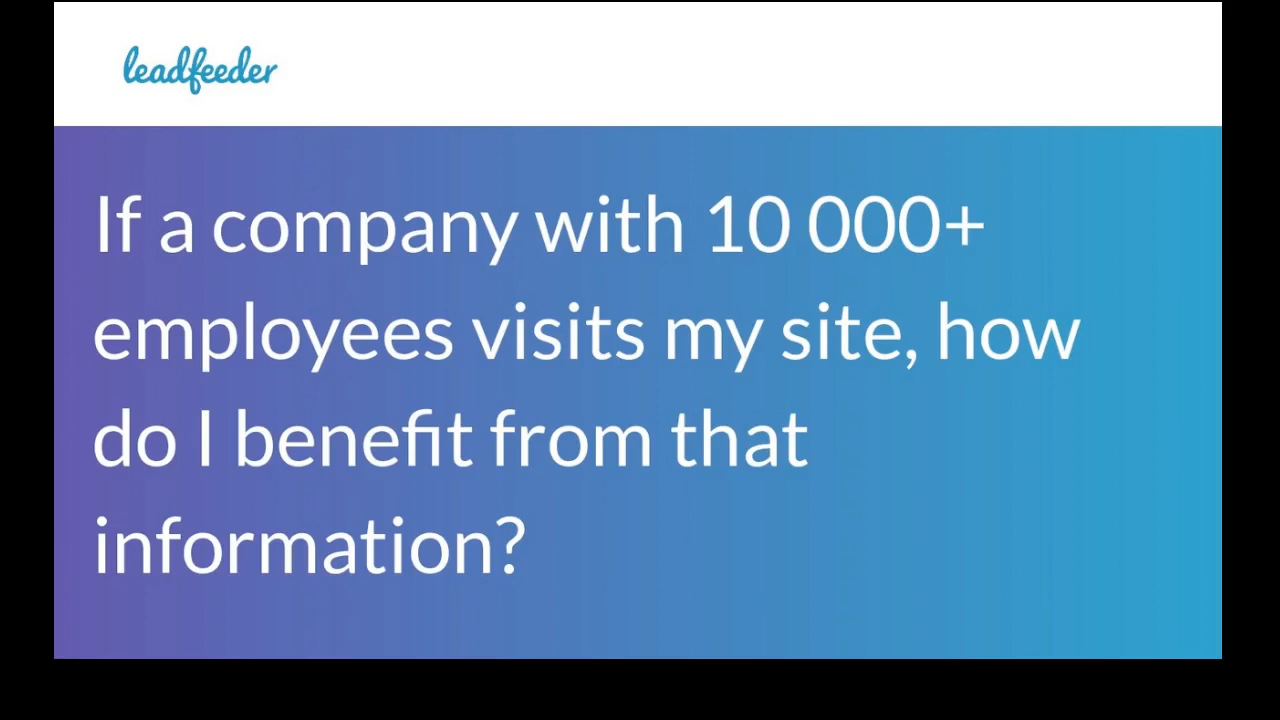 leadfeeder
If a company with 10 000+
employees visits my site, how
do I benefit from that
information?